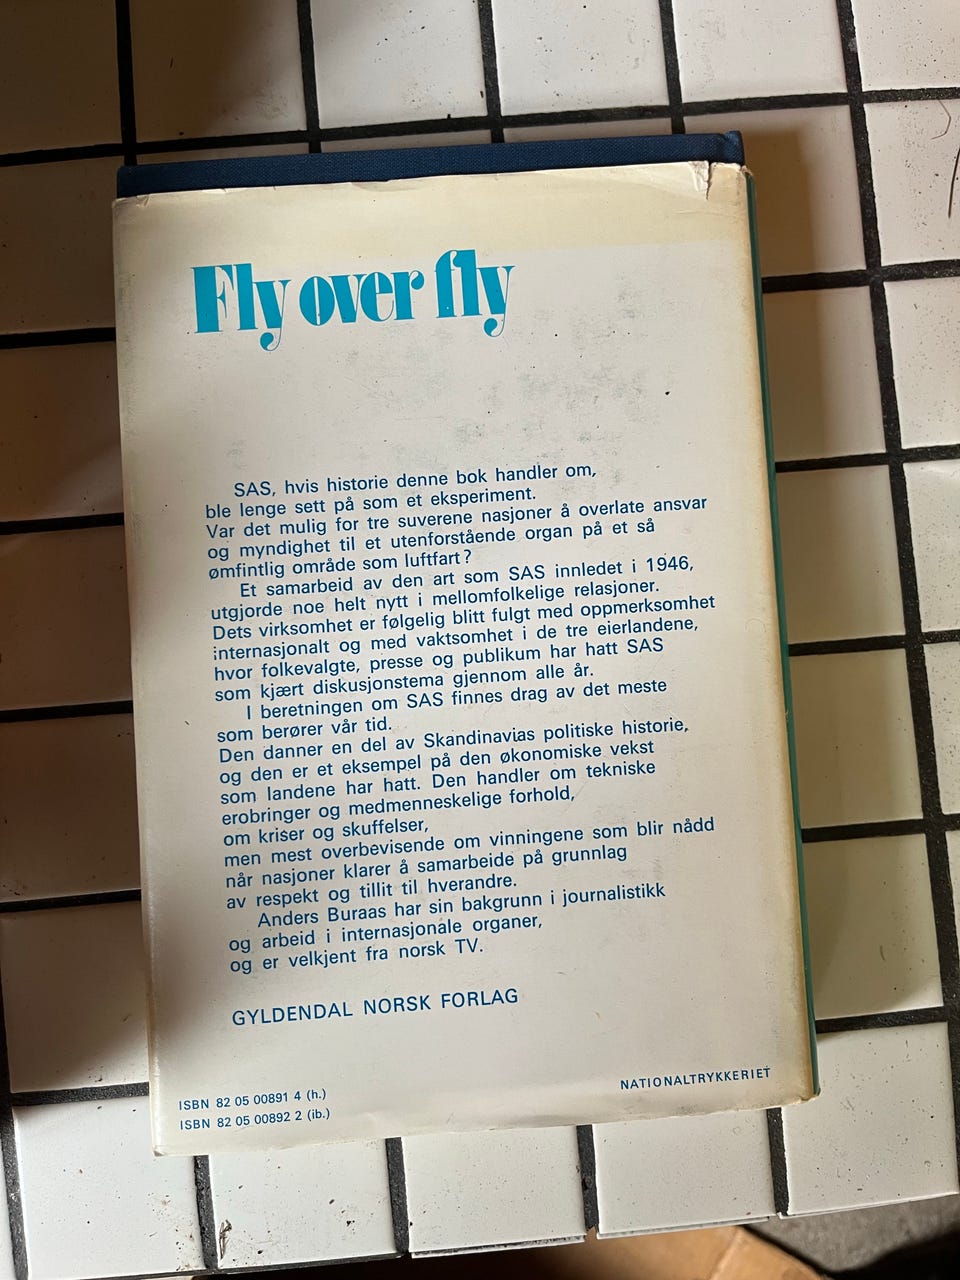 Fly over fly
SAS, hvis historie denne bok handler om,
ble lenge sett på som et eksperiment.
Var det mulig for tre suverene nasjoner å overlate ansvar
og myndighet til et utenforstående organ på et så
ømfintlig område som luftfart?
Et samarbeid av den art som SAS innledet i 1946,
utgjorde noe helt nytt i mellomfolkelige relasjoner.
Dets virksomhet er følgelig blitt fulgt med oppmerksomhet
internasjonalt og med vaktsomhet i de tre eierlandene,
hvor folkevalgte, presse og publikum har hatt SAS
som kjært diskusjonstema gjennom alle år.
I beretningen om SAS finnes drag av det meste
som berører vår tid.
Den danner en del av Skandinavias politiske historie,
og den er et eksempel på den økonomiske vekst
som landene har hatt. Den handler om tekniske
erobringer og medmenneskelige forhold,
om kriser og skuffelser,
men mest overbevisende om vinningene som blir nådd
når nasjoner klarer å samarbeide på grunnlag
av respekt og tillit til hverandre.
Anders Buraas har sin bakgrunn i journalistikk
og arbeid i internasjonale organer,
og er velkjent fra norsk TV.
GYLDENDAL NORSK FORLAG
ISBN 82 05 00891 4 (h.)
ISBN 82 05 00892 2 (ib.)
NATIONALTRYKKERIET